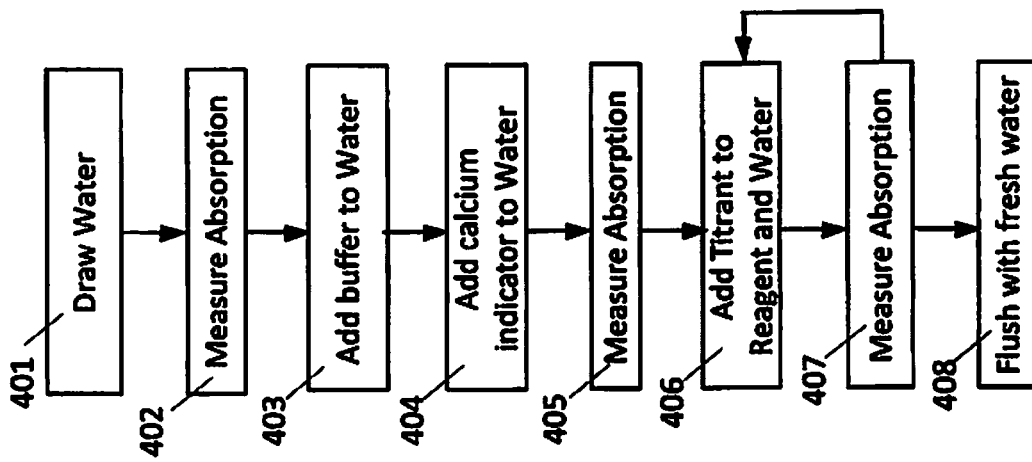 401
Draw Water
402
Measure Absorption
403
Add buffer to Water
404
Add calcium
indicator to Water
405
Measure Absorption
406
Add Titrant to
Reagent and Water
407
Measure Absorption
408
Flush with fresh water